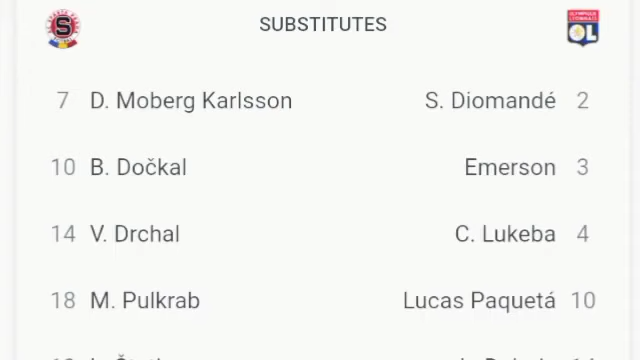 SUBSTITUTES
7 D. Moberg Karlsson S. Diomandé 2
10 B. Dočkal Emerson 3
14 V. Drchal C. Lukeba 4
18 M. Pulkrab Lucas Paquetá 10